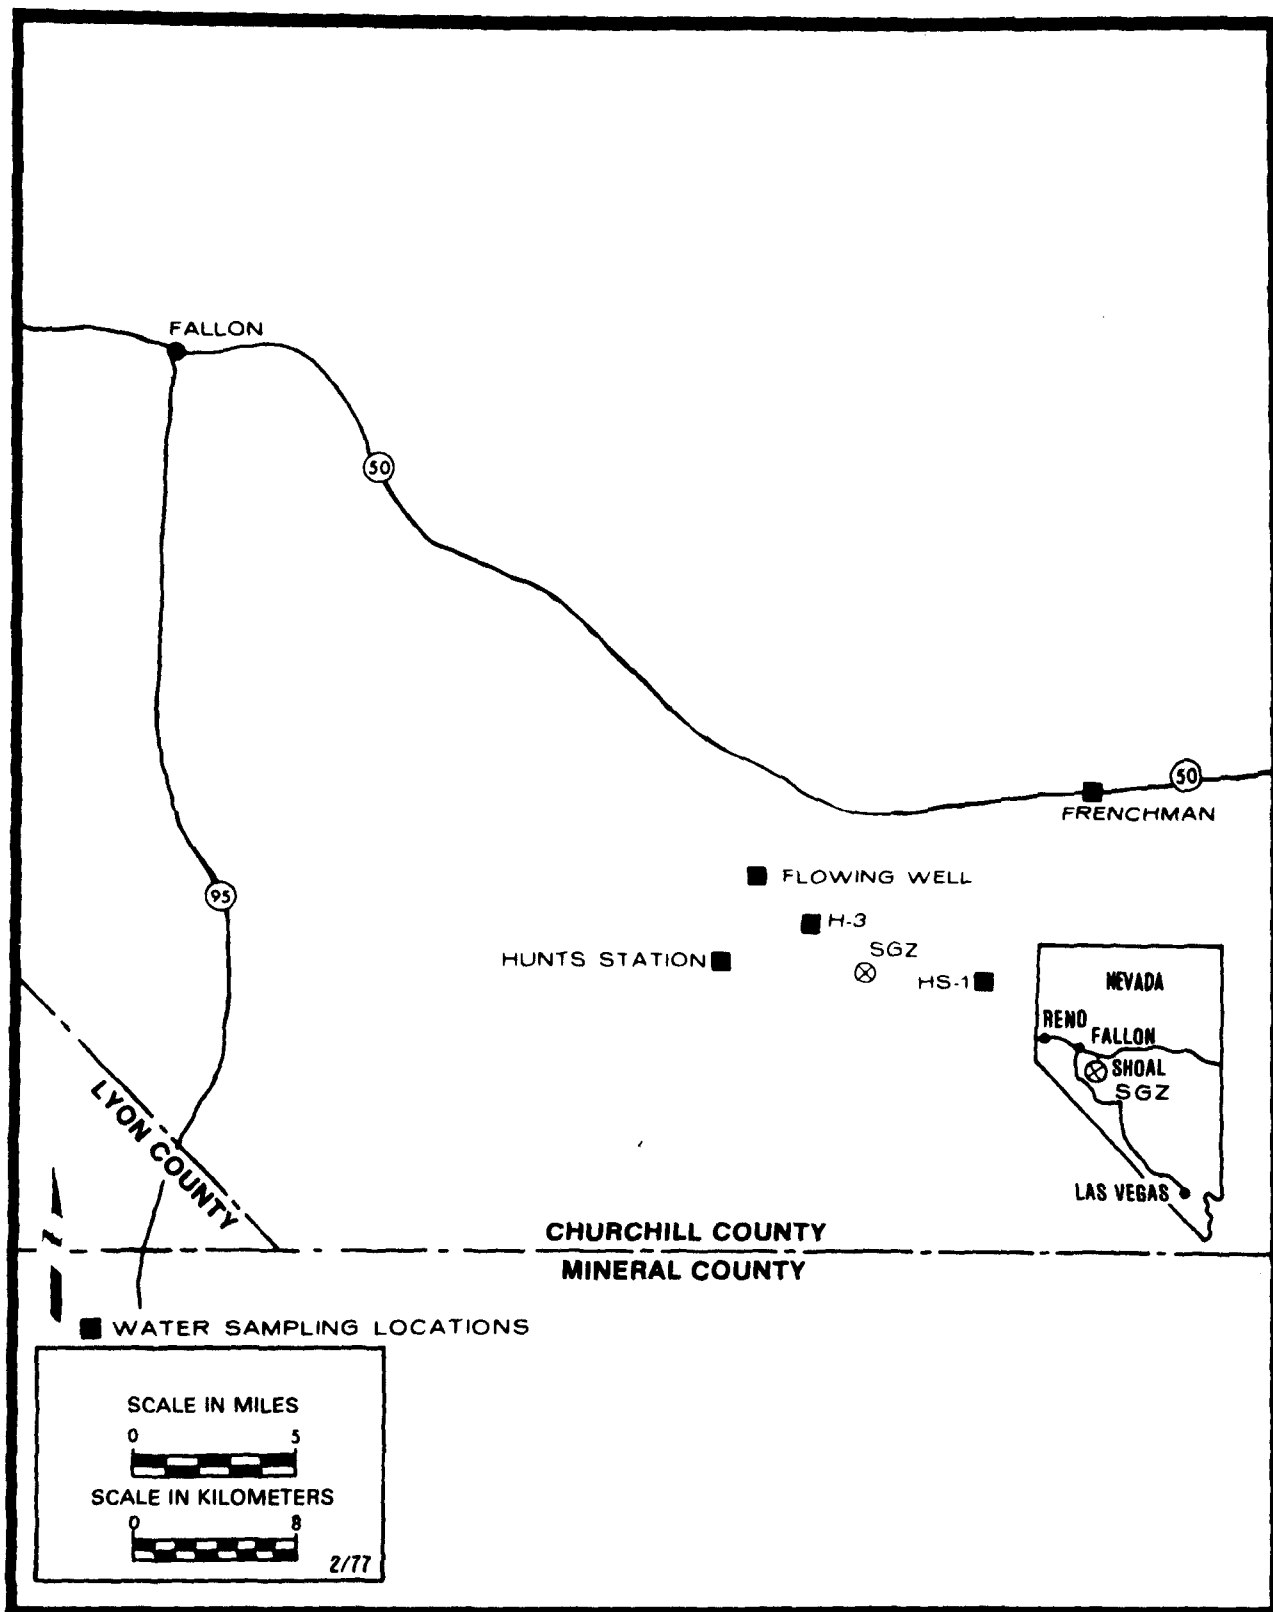 FALLON
50
50
FRENCHMAN
FLOWING WELL
95
H-3
SGZ
HUNTS STATION
HS-1
NEVADA
RENO
FALLON
SHOAL
SGZ
LAS VEGAS
LYON COUNTY
N
CHURCHILL COUNTY
MINERAL COUNTY
WATER SAMPLING LOCATIONS
SCALE IN MILES
0 5
SCALE IN KILOMETERS
0 8
2/77